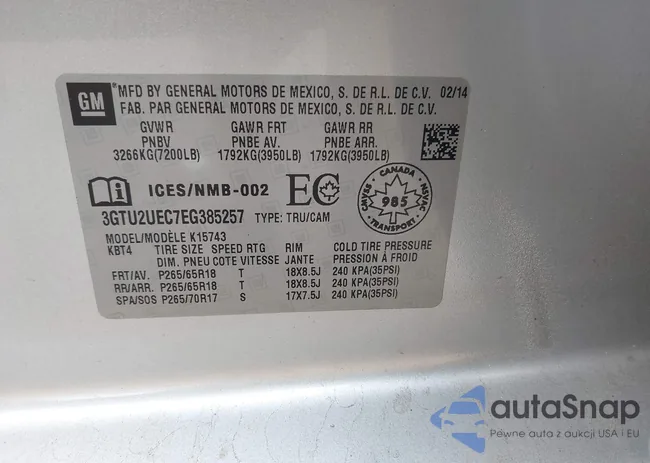 GM
MFD BY GENERAL MOTORS DE MEXICO, S. DE R.L. DE C.V. 02/14
FAB. PAR GENERAL MOTORS DE MEXICO, S. DE R.L. DE C.V.
GVWR GAWR FRT GAWR RR
PNBV PNBE AV. PNBE ARR.
3266KG(7200LB) 1792KG(3950LB) 1792KG(3950LB)
i ICES/NMB-002 EC CMVSS CANADA NSVAC 985 TRANSPORT
3GTU2UEC7EG385257 TYPE: TRU/CAM
MODEL/MODÈLE K15743
KBT4 TIRE SIZE SPEED RTG RIM COLD TIRE PRESSURE
DIM. PNEU COTE VITESSE JANTE PRESSION À FROID
FRT/AV. P265/65R18 T 18X8.5J 240 KPA(35PSI)
RR/ARR. P265/65R18 T 18X8.5J 240 KPA(35PSI)
SPA/SOS P265/70R17 S 17X7.5J 240 KPA(35PSI)
autaSnap
Pewne auta z aukcji USA i EU